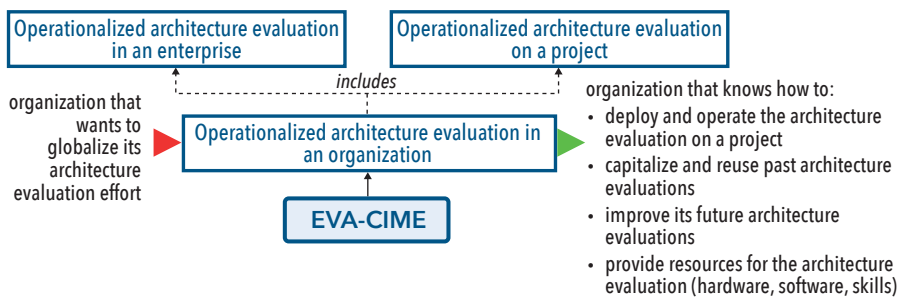 Operationalized architecture evaluation
in an enterprise
Operationalized architecture evaluation
on a project
includes
organization that
wants to
globalize its
architecture
evaluation effort
Operationalized architecture evaluation in
an organization
EVA-CIME
organization that knows how to:
• deploy and operate the architecture
evaluation on a project
• capitalize and reuse past architecture
evaluations
• improve its future architecture
evaluations
• provide resources for the architecture
evaluation (hardware, software, skills)